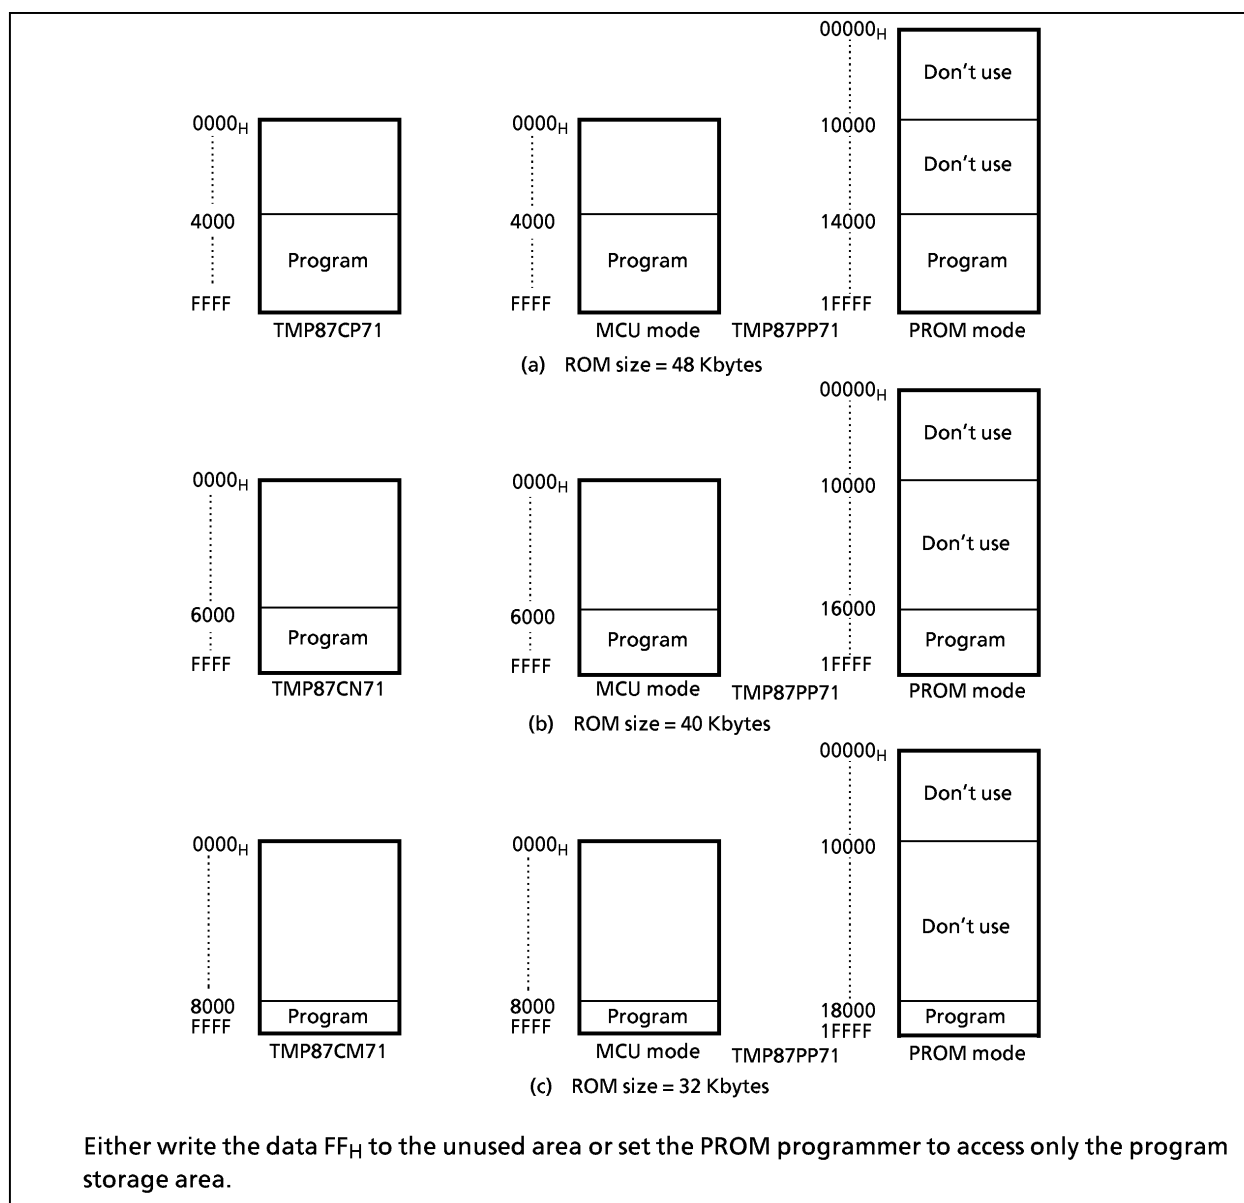 00000H
Don't use
0000H
0000H
10000
Don't use
4000
4000
14000
Program
Program
Program
FFFF
FFFF
1FFFF
TMP87CP71
MCU mode
TMP87PP71
PROM mode
(a) ROM size = 48 Kbytes
00000H
Don't use
0000H
0000H
10000
Don't use
6000
6000
16000
Program
Program
Program
FFFF
FFFF
1FFFF
TMP87CN71
MCU mode
TMP87PP71
PROM mode
(b) ROM size = 40 Kbytes
00000H
Don't use
0000H
0000H
10000
Don't use
8000
8000
18000
Program
Program
Program
FFFF
FFFF
1FFFF
TMP87CM71
MCU mode
TMP87PP71
PROM mode
(c) ROM size = 32 Kbytes
Either write the data FFH to the unused area or set the PROM programmer to access only the program
storage area.